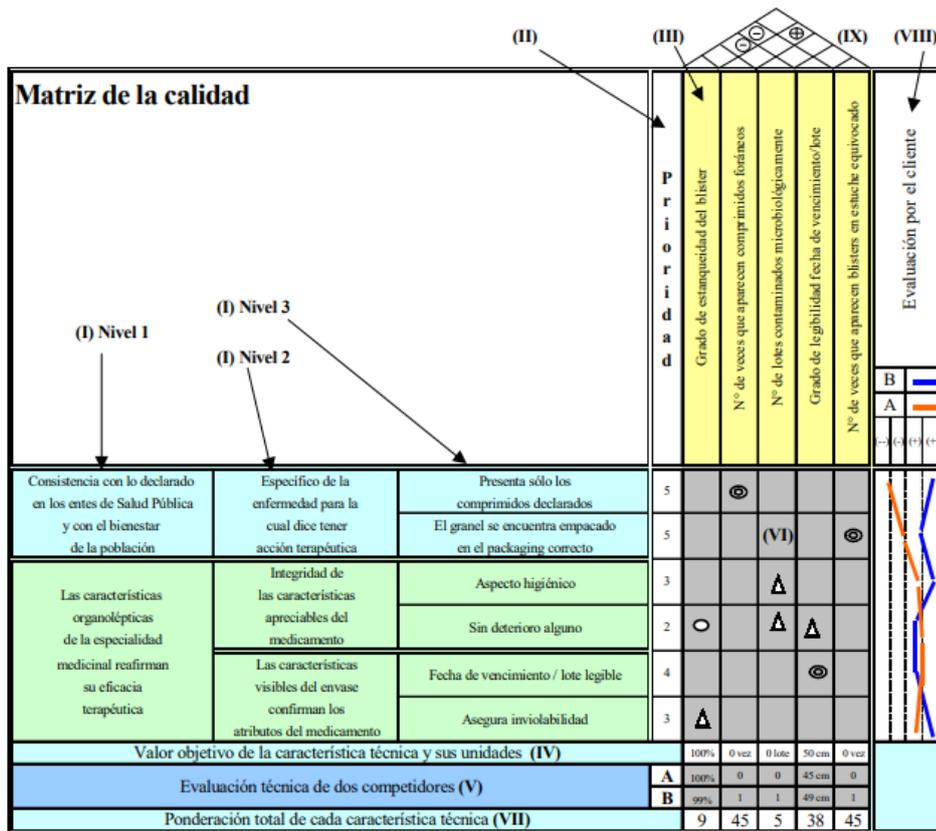 (II)
(III)
(IX)
(VIII)
Matriz de la calidad
Prioridad
Grado de estanqueidad del blister
N° de veces que aparecen comprimidos foráneos
N° de lotes contaminados microbiológicamente
Grado de legibilidad fecha de vencimiento/lote
N° de veces que aparecen blisters en estuche equivocado
Evaluación por el cliente
(I) Nivel 1
(I) Nivel 3
(I) Nivel 2
B
A
(--) (-) (+) (+
Consistencia con lo declarado
en los entes de Salud Pública
y con el bienestar
de la población
Específico de la
enfermedad para la
cual dice tener
acción terapéutica
Presenta sólo los
comprimidos declarados
5
El granel se encuentra empacado
en el packaging correcto
5
(VI)
Las características
organolépticas
de la especialidad
medicinal reafirman
su eficacia
terapéutica
Integridad de
las características
apreciables del
medicamento
Aspecto higiénico
3
Sin deterioro alguno
2
Las características
visibles del envase
confirman los
atributos del medicamento
Fecha de vencimiento / lote legible
4
Asegura inviolabilidad
3
Valor objetivo de la característica técnica y sus unidades (IV)
100% 0 vez 0 lote 50 cm 0 vez
Evaluación técnica de dos competidores (V)
A 100% 0 0 45 cm 0
B 99% 1 1 49 cm 1
Ponderación total de cada característica técnica (VII)
9 45 5 38 45